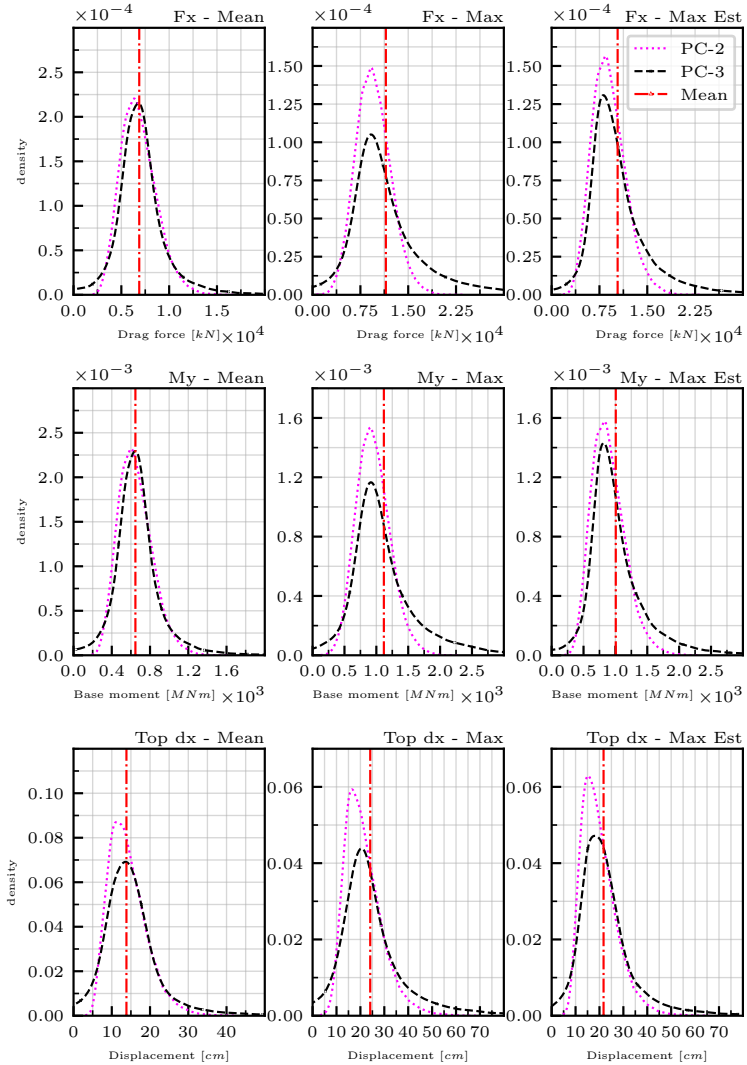 ×10−4 Fx - Mean
×10−4 Fx - Max
×10−4 Fx - Max Est
PC-2
PC-3
Mean
density
2.5
2.0
1.5
1.0
0.5
0.0
0.0 0.5 1.0 1.5
Drag force [kN] ×10^4
1.50
1.25
1.00
0.75
0.50
0.25
0.00
0.00 0.75 1.50 2.25
Drag force [kN] ×10^4
1.50
1.25
1.00
0.75
0.50
0.25
0.00
0.00 0.75 1.50 2.25
Drag force [kN] ×10^4
×10−3 My - Mean
×10−3 My - Max
×10−3 My - Max Est
density
2.5
2.0
1.5
1.0
0.5
0.0
0.0 0.4 0.8 1.2 1.6
Base moment [MNm] ×10^3
1.6
1.2
0.8
0.4
0.0
0.0 0.5 1.0 1.5 2.0 2.5
Base moment [MNm] ×10^3
1.6
1.2
0.8
0.4
0.0
0.0 0.5 1.0 1.5 2.0 2.5
Base moment [MNm] ×10^3
Top dx - Mean
Top dx - Max
Top dx - Max Est
density
0.10
0.08
0.06
0.04
0.02
0.00
0 10 20 30 40
Displacement [cm]
0.06
0.04
0.02
0.00
0 10 20 30 40 50 60 70
Displacement [cm]
0.06
0.04
0.02
0.00
0 10 20 30 40 50 60 70
Displacement [cm]